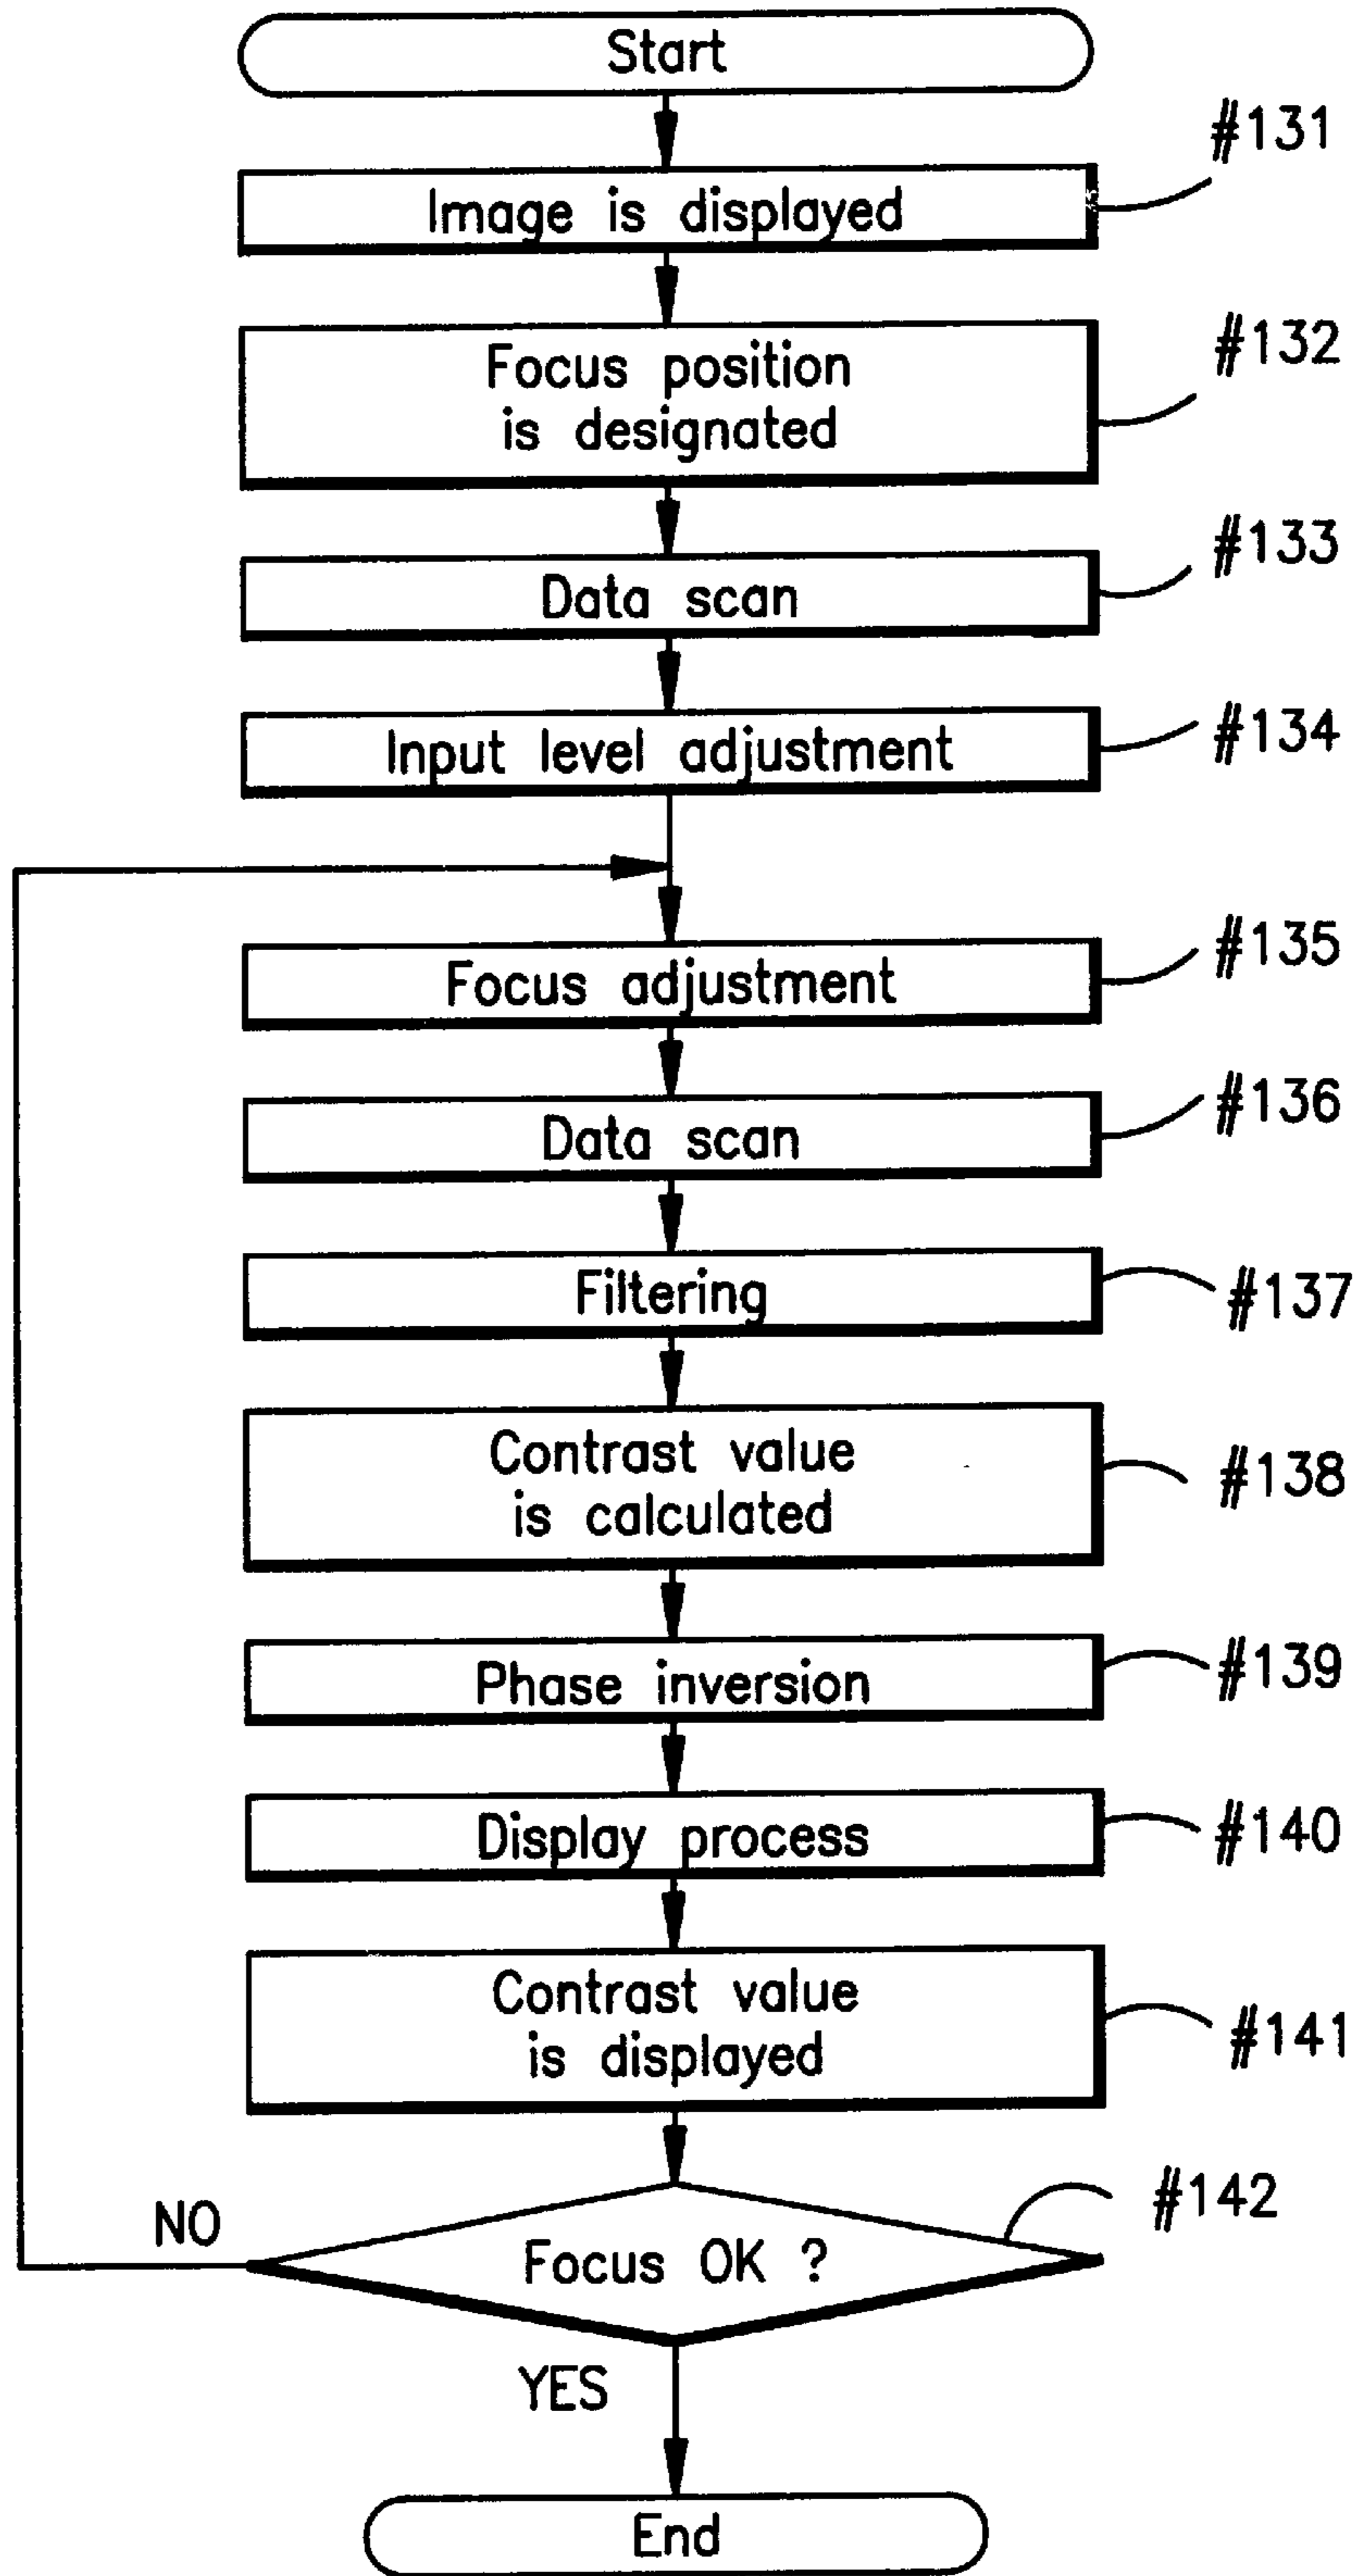 Start
#131
Image is displayed
#132
Focus position
is designated
#133
Data scan
#134
Input level adjustment
#135
Focus adjustment
#136
Data scan
Filtering
#137
Contrast value
is calculated
#138
Phase inversion
#139
Display process
#140
Contrast value
is displayed
#141
#142
NO
Focus OK ?
YES
End